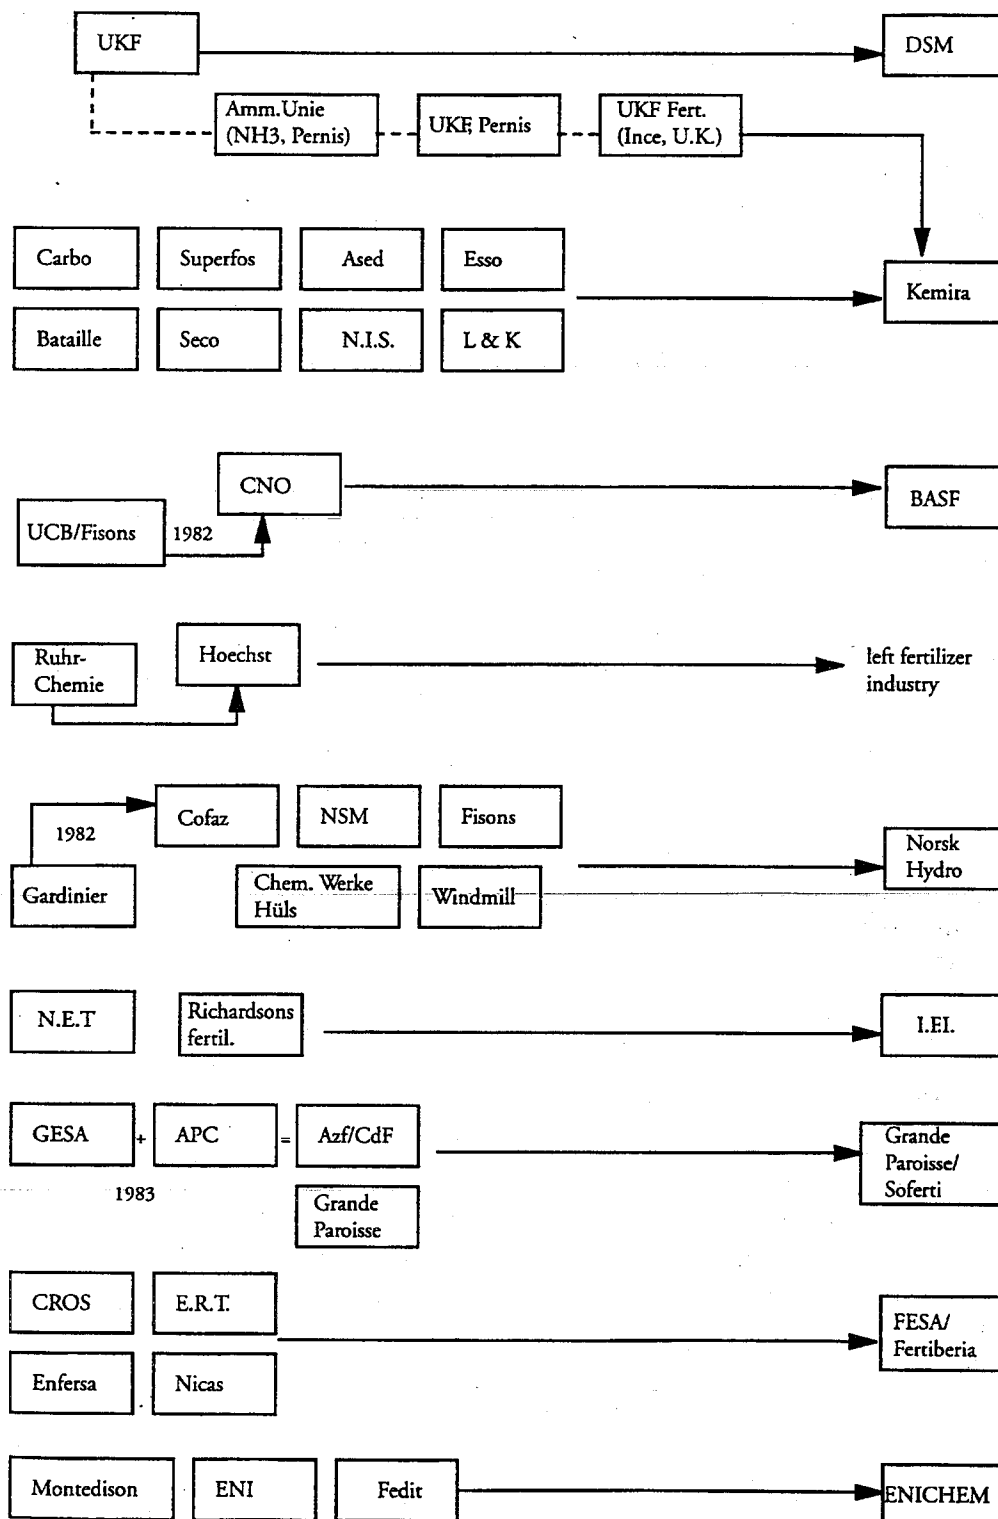 UKF
DSM
Amm.Unie
(NH3, Pernis)
UKF, Pernis
UKF Fert.
(Ince, U.K.)
Carbo
Superfos
Ased
Esso
Kemira
Bataille
Seco
N.I.S.
L & K
CNO
BASF
UCB/Fisons
1982
Ruhr-
Chemie
Hoechst
left fertilizer
industry
Cofaz
NSM
Fisons
1982
Norsk
Hydro
Gardinier
Chem. Werke
Hüls
Windmill
N.E.T
Richardsons
fertil.
I.F.I.
GESA
+
APC
=
Azf/CdF
Grande
Paroisse/
Soferti
1983
Grande
Paroisse
CROS
E.R.T.
FESA/
Fertiberia
Enfersa
Nicas
Montedison
ENI
Fedit
ENICHEM